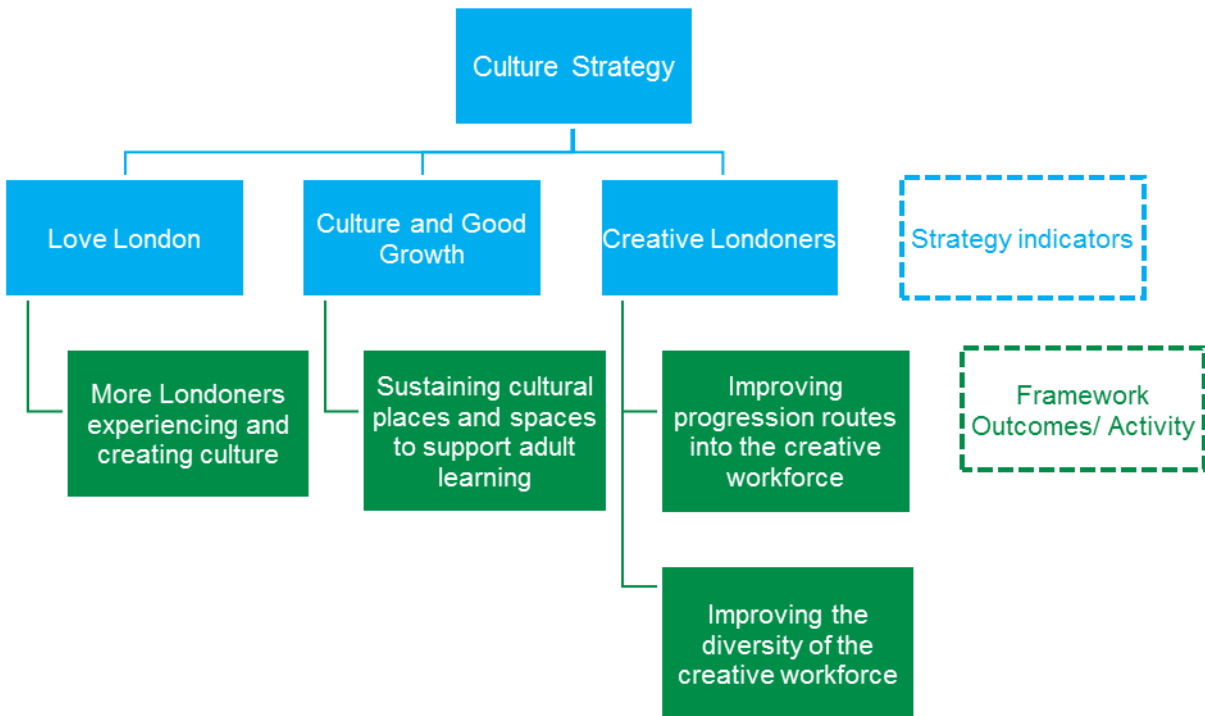 Culture Strategy
Love London
Culture and Good
Growth
Creative Londoners
Strategy indicators
More Londoners
experiencing and
creating culture
Sustaining cultural
places and spaces
to support adult
learning
Improving
progression routes
into the creative
workforce
Framework
Outcomes/ Activity
Improving the
diversity of the
creative workforce